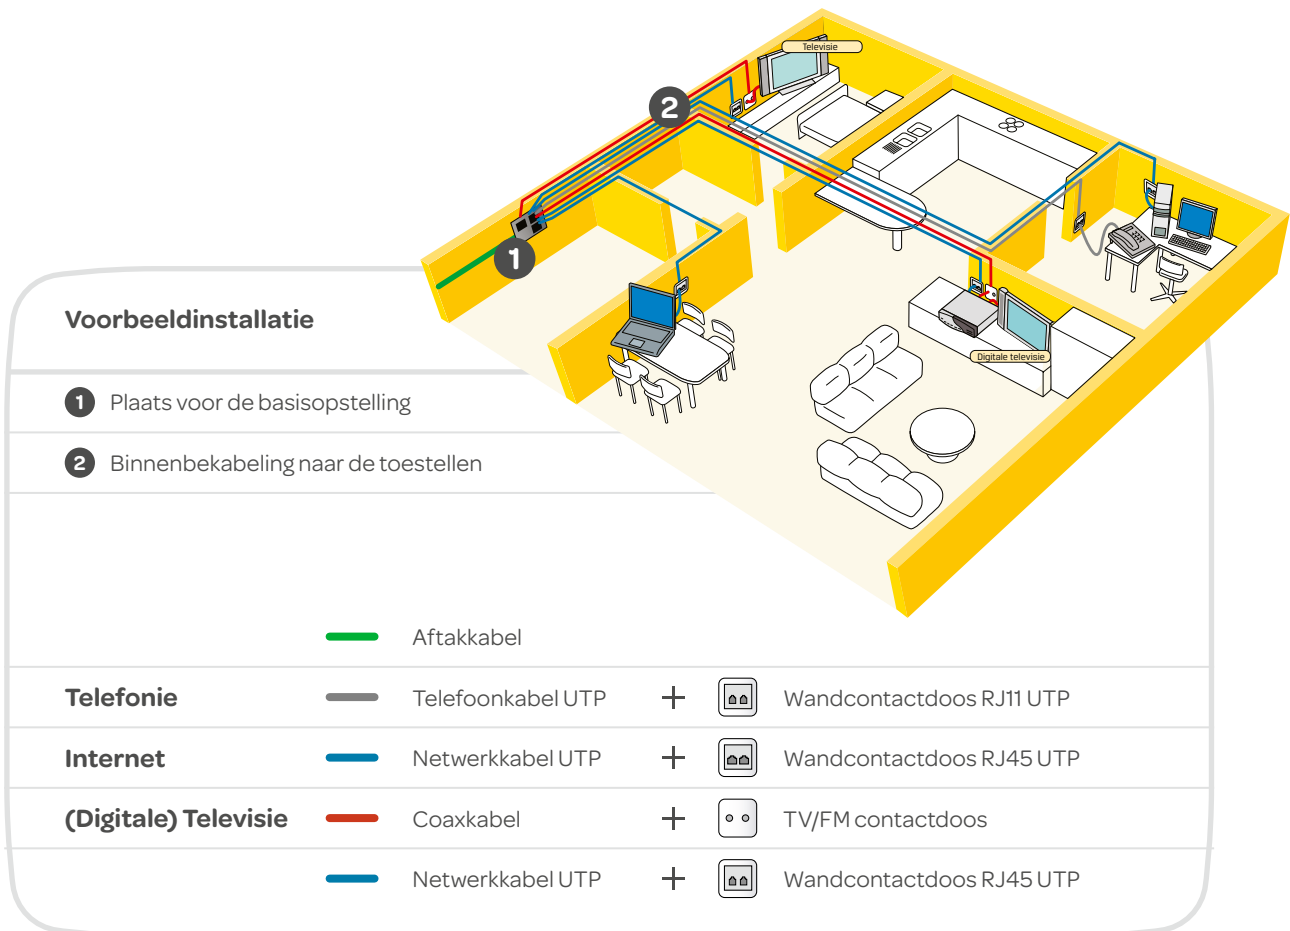 Televisie
2
1
Digitale televisie
Voorbeeldinstallatie
1 Plaats voor de basisopstelling
2 Binnenbekabeling naar de toestellen
Aftakkabel
Telefonie Telefoonkabel UTP + Wandcontactdoos RJ11 UTP
Internet Netwerkkabel UTP + Wandcontactdoos RJ45 UTP
(Digitale) Televisie Coaxkabel + TV/FM contactdoos
Netwerkkabel UTP + Wandcontactdoos RJ45 UTP